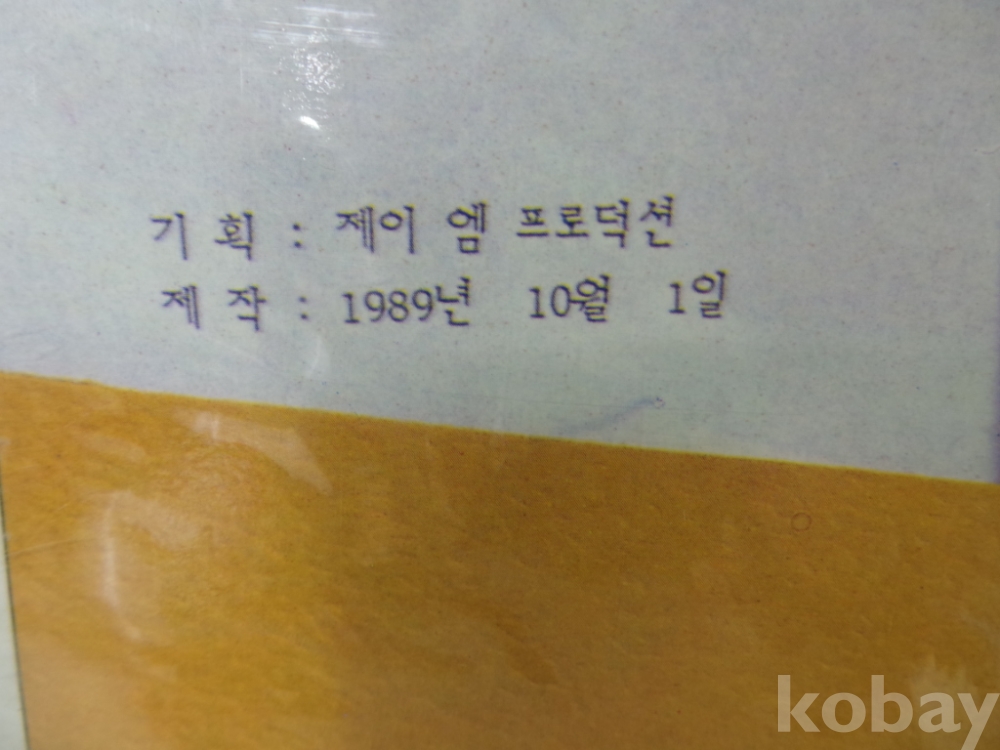 기 획 : 제이 엠 프로덕션
제 작 : 1989년 10월 1일
kobay